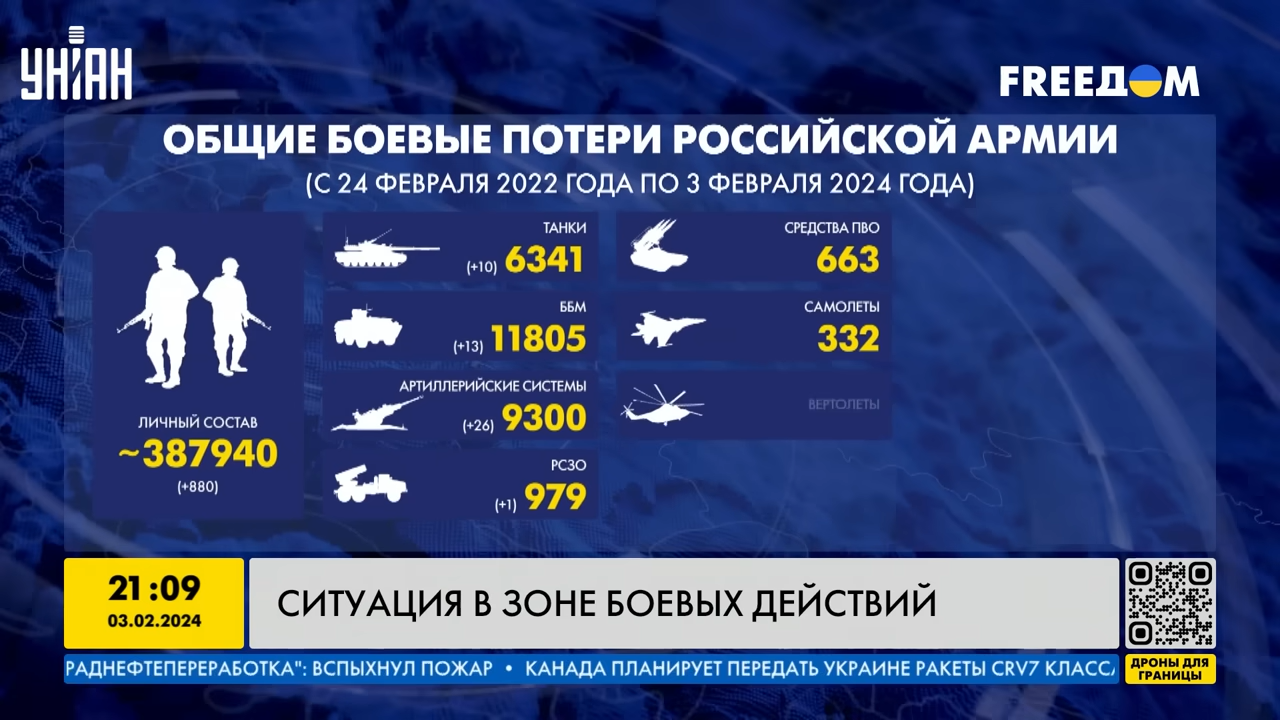 УНІАН
FREEДОМ
ОБЩИЕ БОЕВЫЕ ПОТЕРИ РОССИЙСКОЙ АРМИИ
(С 24 ФЕВРАЛЯ 2022 ГОДА ПО 3 ФЕВРАЛЯ 2024 ГОДА)
ЛИЧНЫЙ СОСТАВ
~387940
(+880)
ТАНКИ
(+10) 6341
ББМ
(+13) 11805
АРТИЛЛЕРИЙСКИЕ СИСТЕМЫ
(+26) 9300
РСЗО
(+1) 979
СРЕДСТВА ПВО
663
САМОЛЕТЫ
332
ВЕРТОЛЕТЫ
21:09
03.02.2024
СИТУАЦИЯ В ЗОНЕ БОЕВЫХ ДЕЙСТВИЙ
РАДНЕФТЕПЕРЕРАБОТКА": ВСПЫХНУЛ ПОЖАР • КАНАДА ПЛАНИРУЕТ ПЕРЕДАТЬ УКРАИНЕ РАКЕТЫ CRV7 КЛАССА
ДРОНЫ ДЛЯ
ГРАНИЦЫ